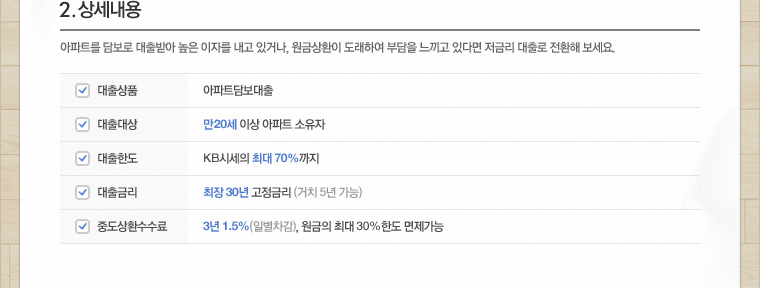 2. 상세내용
아파트를 담보로 대출받아 높은 이자를 내고 있거나, 원금상환이 도래하여 부담을 느끼고 있다면 저금리 대출로 전환해 보세요.
대출상품 아파트담보대출
대출대상 만20세 이상 아파트 소유자
대출한도 KB시세의 최대 70%까지
대출금리 최장 30년 고정금리 (거치 5년 가능)
중도상환수수료 3년 1.5%(일별차감), 원금의 최대 30%한도 면제가능